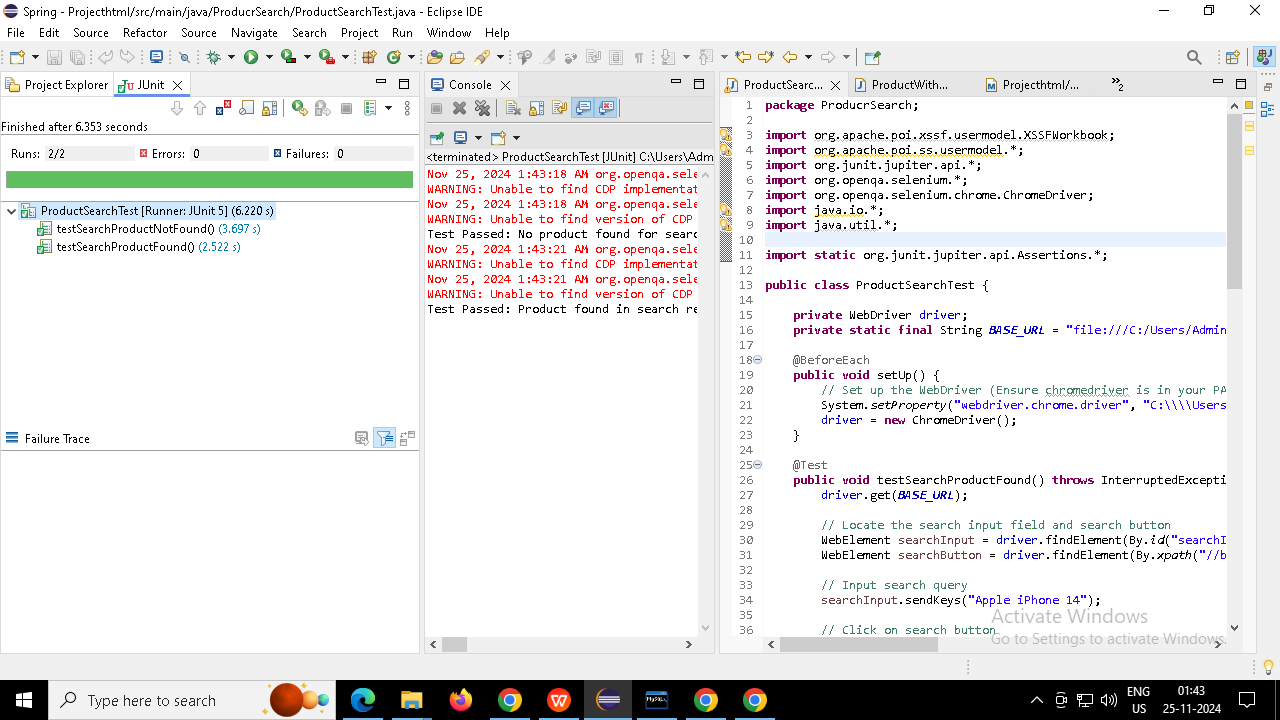 Spring - Projecthtml/src/main/java/ProducrSearch/ProductSearchTest.java - Eclipse IDE
File Edit Source Refactor Source Navigate Search Project Run Window Help
Project Explorer JUnit
Finished after 6.353 seconds
Runs: 2/2 Errors: 0 Failures: 0
ProductSearchTest [Runner: JUnit 5] (6.220 s)
testSearchProductNotFound() (3.697 s)
testSearchProductFound() (2.522 s)
Failure Trace
Console
<terminated> ProductSearchTest [JUnit] C:\Users\Adm
Nov 25, 2024 1:43:18 AM org.openqa.sele
WARNING: Unable to find CDP implementat
Nov 25, 2024 1:43:18 AM org.openqa.sele
WARNING: Unable to find version of CDP
Test Passed: No product found for searc
Nov 25, 2024 1:43:21 AM org.openqa.sele
WARNING: Unable to find CDP implementat
Nov 25, 2024 1:43:21 AM org.openqa.sele
WARNING: Unable to find version of CDP
Test Passed: Product found in search re
ProductSearc... ProductWith... Projecthtml/... »2
1 package ProducrSearch;
2
3 import org.apache.poi.xssf.usermodel.XSSFWorkbook;
4 import org.apache.poi.ss.usermodel.*;
5 import org.junit.jupiter.api.*;
6 import org.openqa.selenium.*;
7 import org.openqa.selenium.chrome.ChromeDriver;
8 import java.io.*;
9 import java.util.*;
10
11 import static org.junit.jupiter.api.Assertions.*;
12
13 public class ProductSearchTest {
14
15 private WebDriver driver;
16 private static final String BASE_URL = "file:///C:/Users/Admin
17
18 @BeforeEach
19 public void setUp() {
20 // Set up the WebDriver (Ensure chromedriver is in your PA
21 System.setProperty("webdriver.chrome.driver", "C:\\\\Users
22 driver = new ChromeDriver();
23 }
24
25 @Test
26 public void testSearchProductFound() throws InterruptedExcepti
27 driver.get(BASE_URL);
28
29 // Locate the search input field and search button
30 WebElement searchInput = driver.findElement(By.id("searchI
31 WebElement searchButton = driver.findElement(By.xpath("//b
32
33 // Input search query
34 searchInput.sendKeys("Apple iPhone 14");
35
36 // Click on search button
Activate Windows
Go to Settings to activate Windows.
Type here to search
MySQL
ENG
US
01:43
25-11-2024